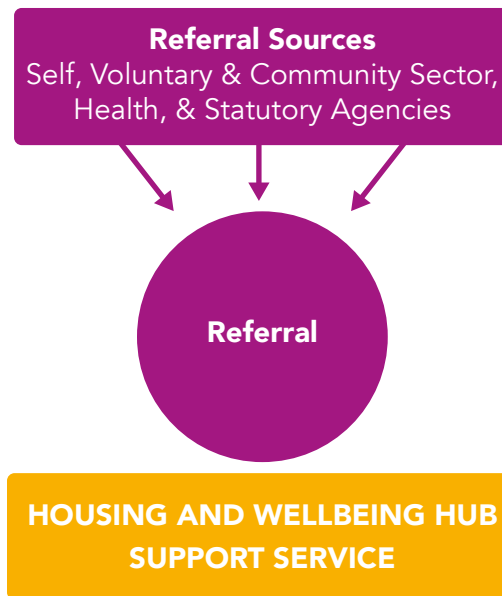 Referral Sources
Self, Voluntary & Community Sector,
Health, & Statutory Agencies
Referral
HOUSING AND WELLBEING HUB
SUPPORT SERVICE